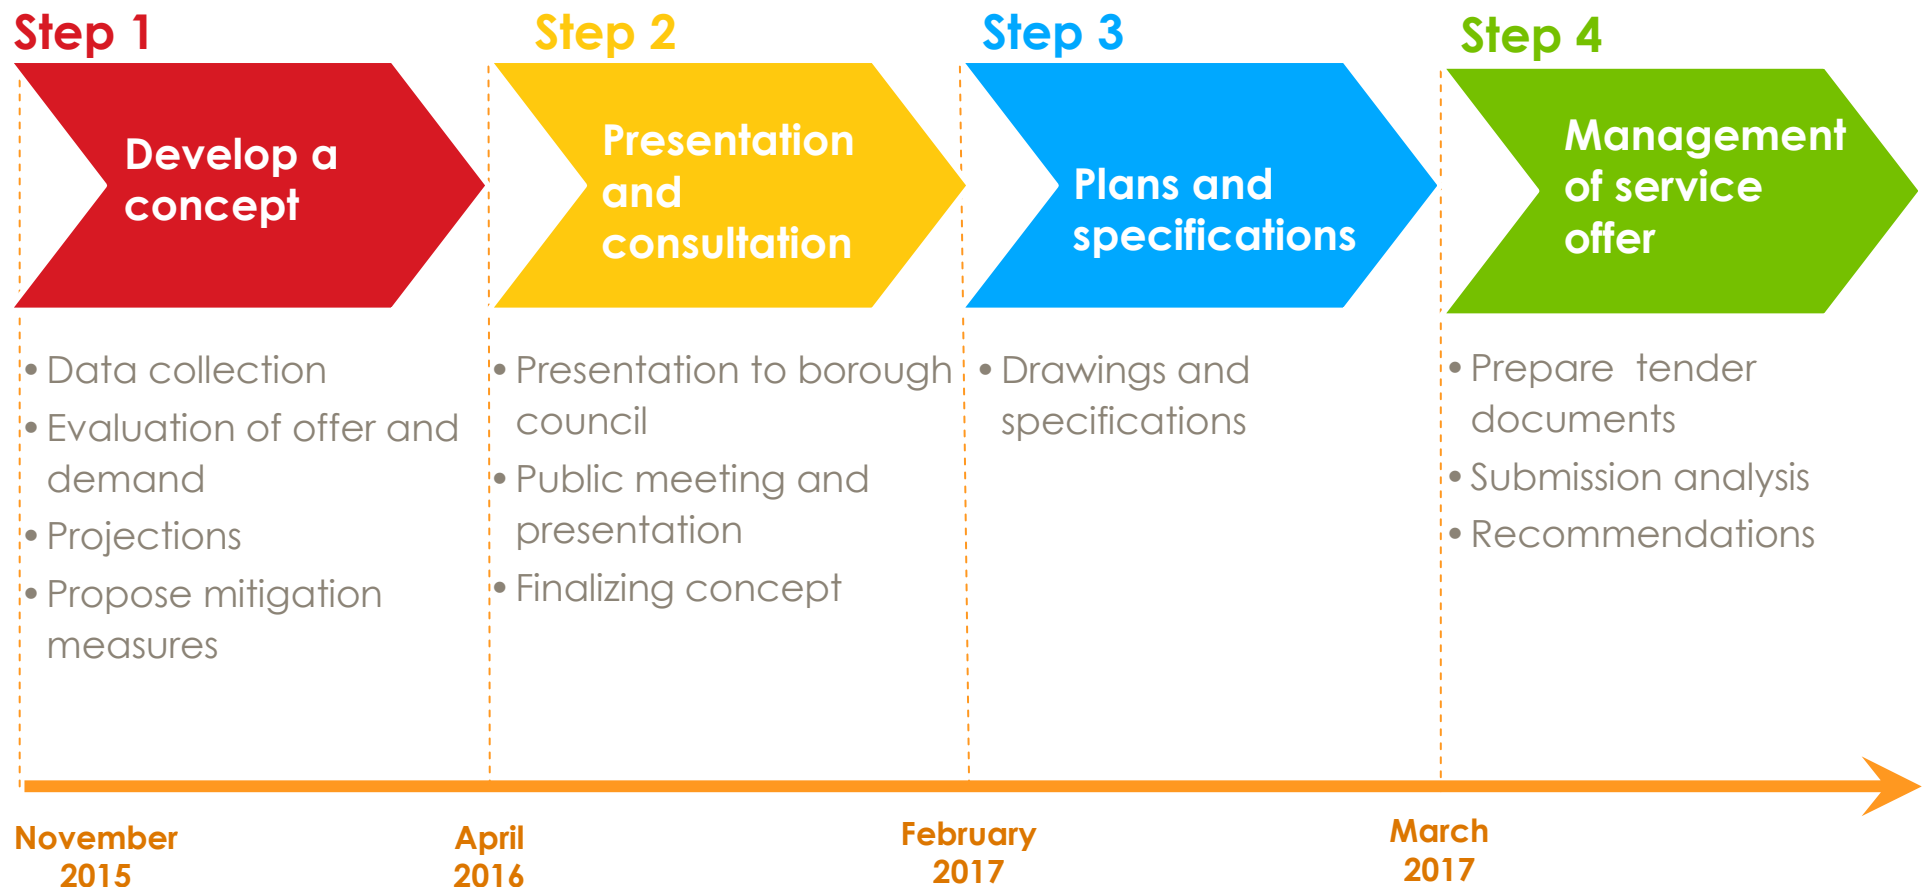 Step 1
Develop a
concept
• Data collection
• Evaluation of offer and
demand
• Projections
• Propose mitigation
measures
Step 2
Presentation
and
consultation
• Presentation to borough
council
• Public meeting and
presentation
• Finalizing concept
Step 3
Plans and
specifications
• Drawings and
specifications
Step 4
Management
of service
offer
• Prepare  tender
documents
• Submission analysis
• Recommendations
November
2015
April
2016
February
2017
March
2017